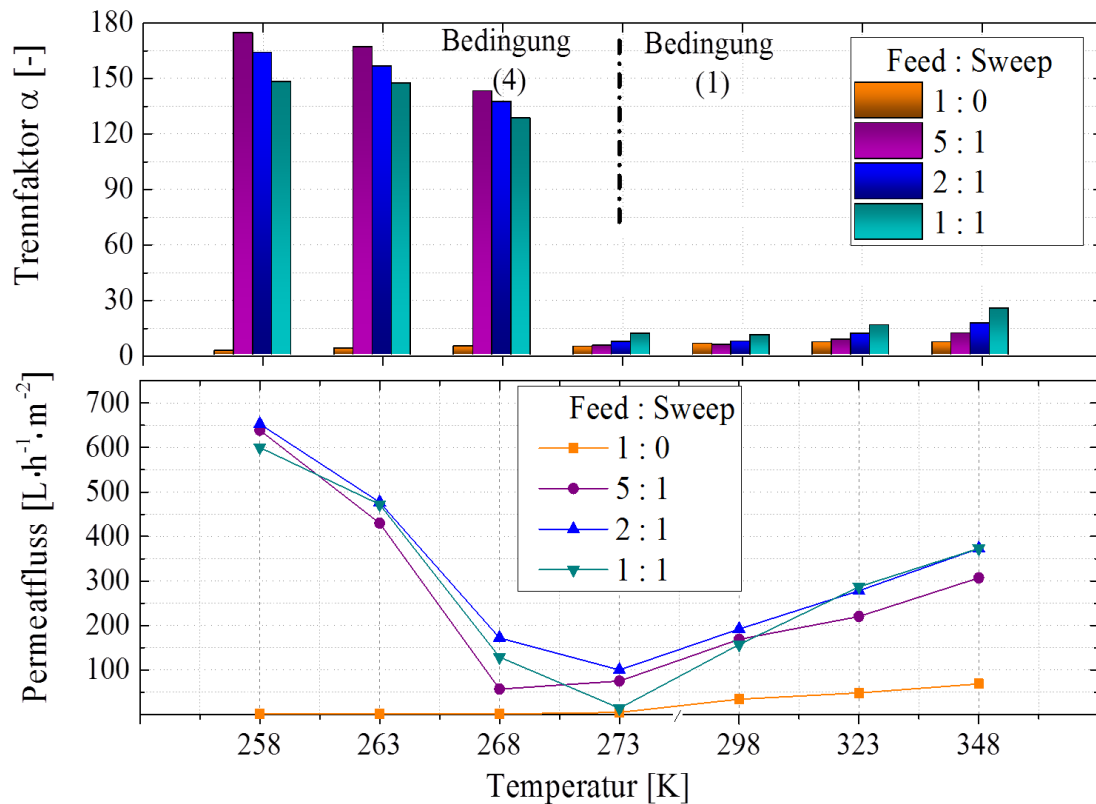 Trennfaktor α [-]
180
150
120
90
60
30
0
Bedingung
(4)
Bedingung
(1)
Feed : Sweep
1 : 0
5 : 1
2 : 1
1 : 1
Permeatfluss [L·h⁻¹·m⁻²]
700
600
500
400
300
200
100
Feed : Sweep
1 : 0
5 : 1
2 : 1
1 : 1
258 263 268 273 298 323 348
Temperatur [K]